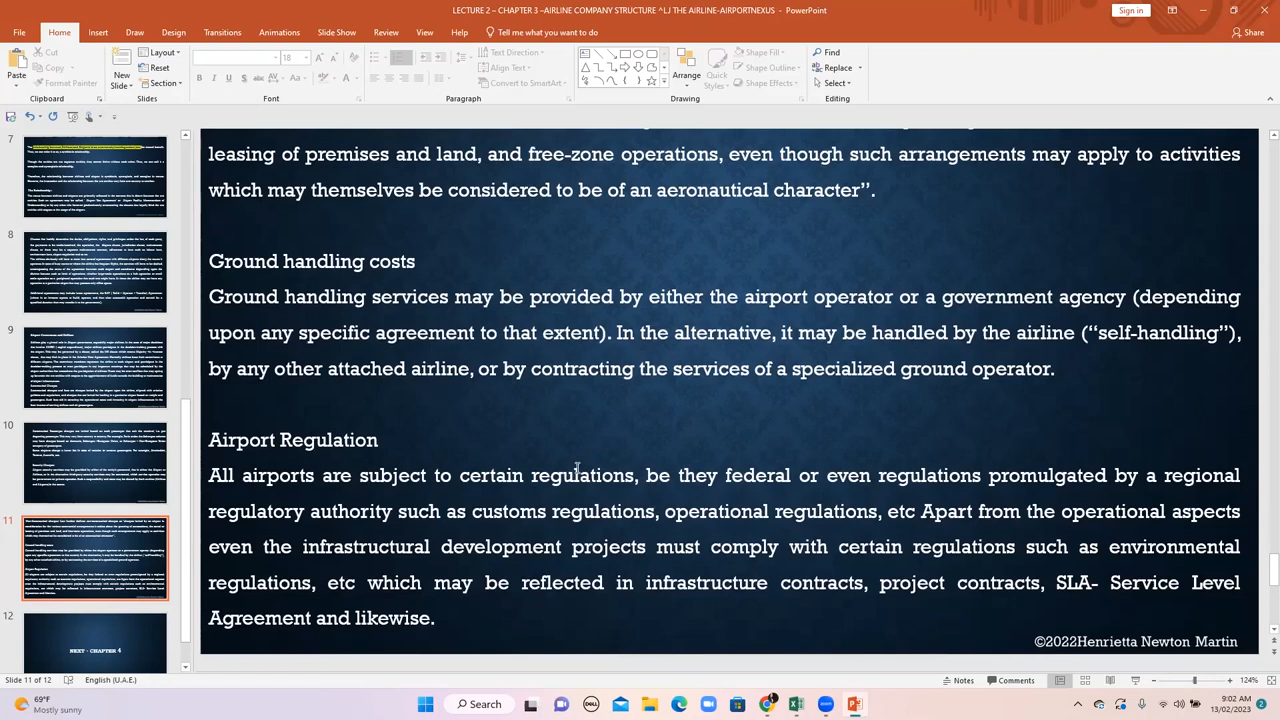 LECTURE 2 – CHAPTER 3 –AIRLINE COMPANY STRUCTURE ^LJ THE AIRLINE-AIRPORTNEXUS - PowerPoint
Sign in
File Home Insert Draw Design Transitions Animations Slide Show Review View Help Tell me what you want to do
Share
Paste
Cut
Copy
Format Painter
Clipboard
New
Slide
Layout
Reset
Section
Slides
18
Font
Text Direction
Align Text
Convert to SmartArt
Paragraph
Arrange
Quick
Styles
Shape Fill
Shape Outline
Shape Effects
Drawing
Find
Replace
Select
Editing
7
8
9
10
11
12
NEXT - CHAPTER 4
leasing of premises and land, and free-zone operations, even though such arrangements may apply to activities
which may themselves be considered to be of an aeronautical character”.
Ground handling costs
Ground handling services may be provided by either the airport operator or a government agency (depending
upon any specific agreement to that extent). In the alternate, it may be handled by the airline (“self-handling”),
by any other attached airline, or by contracting the services of a specialized ground operator.
Airport Regulation
All airports are subject to certain regulations, be they federal or even regulations promulgated by a regional
regulatory authority such as customs regulations, operational regulations, etc Apart from the operational aspects
even the infrastructural development projects must comply with certain regulations such as environmental
regulations, etc which may be reflected in infrastructure contracts, project contracts, SLA- Service Level
Agreement and likewise.
©2022Henrietta Newton Martin
Slide 11 of 12
English (U.A.E.)
Notes
Comments
124%
69°F
Mostly sunny
Search
9:02 AM
13/02/2023